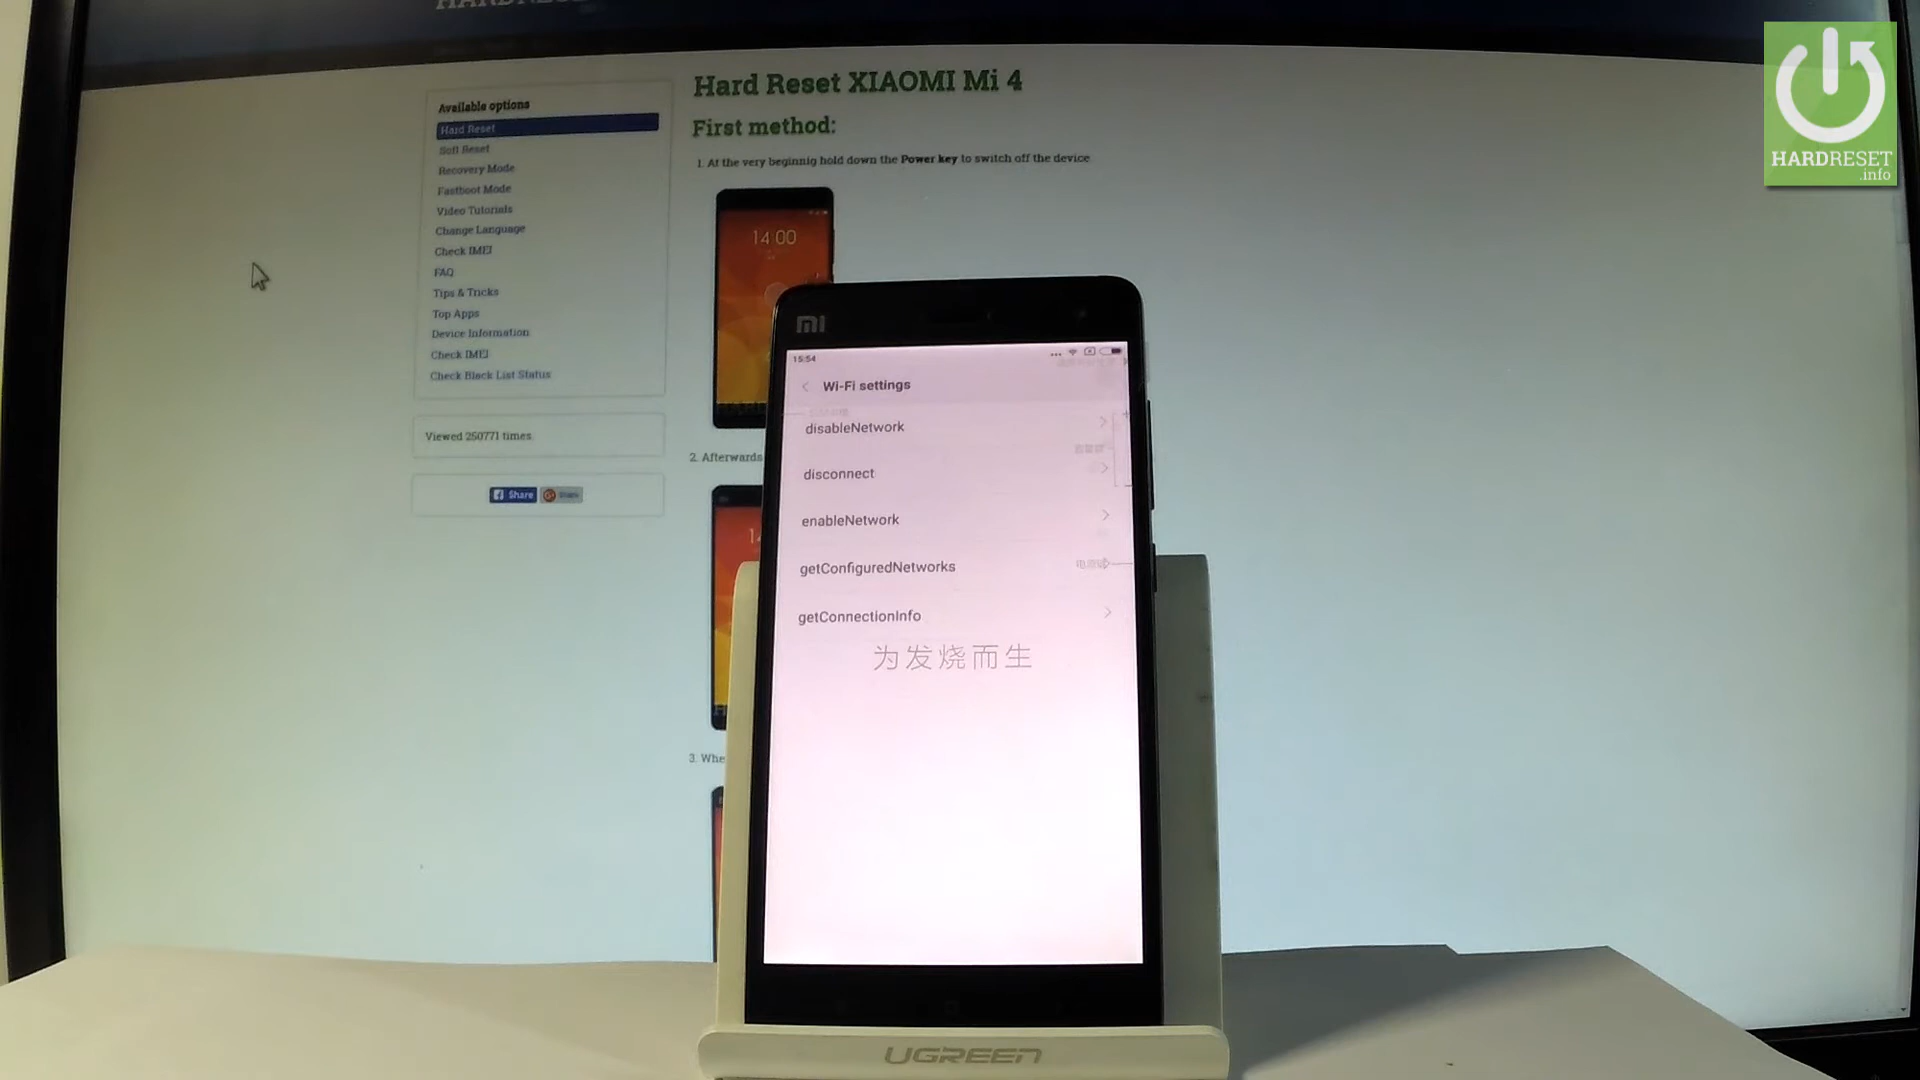 HARDRESET
.info
Hard Reset XIAOMI Mi 4
First method:
1. At the very beginnig hold down the Power key to switch off the device
Available options
Hard Reset
Soft Reset
Recovery Mode
Fastboot Mode
Video Tutorials
Change Language
Check IMEI
FAQ
Tips & Tricks
Top Apps
Device Information
Check IMEI
Check Black List Status
Viewed 250771 times
Share
Share
14:00
2. Afterwards
3. Whe
MI
15:54
Wi-Fi settings
disableNetwork
disconnect
enableNetwork
getConfiguredNetworks
getConnectionInfo
为发烧而生
UGREEN